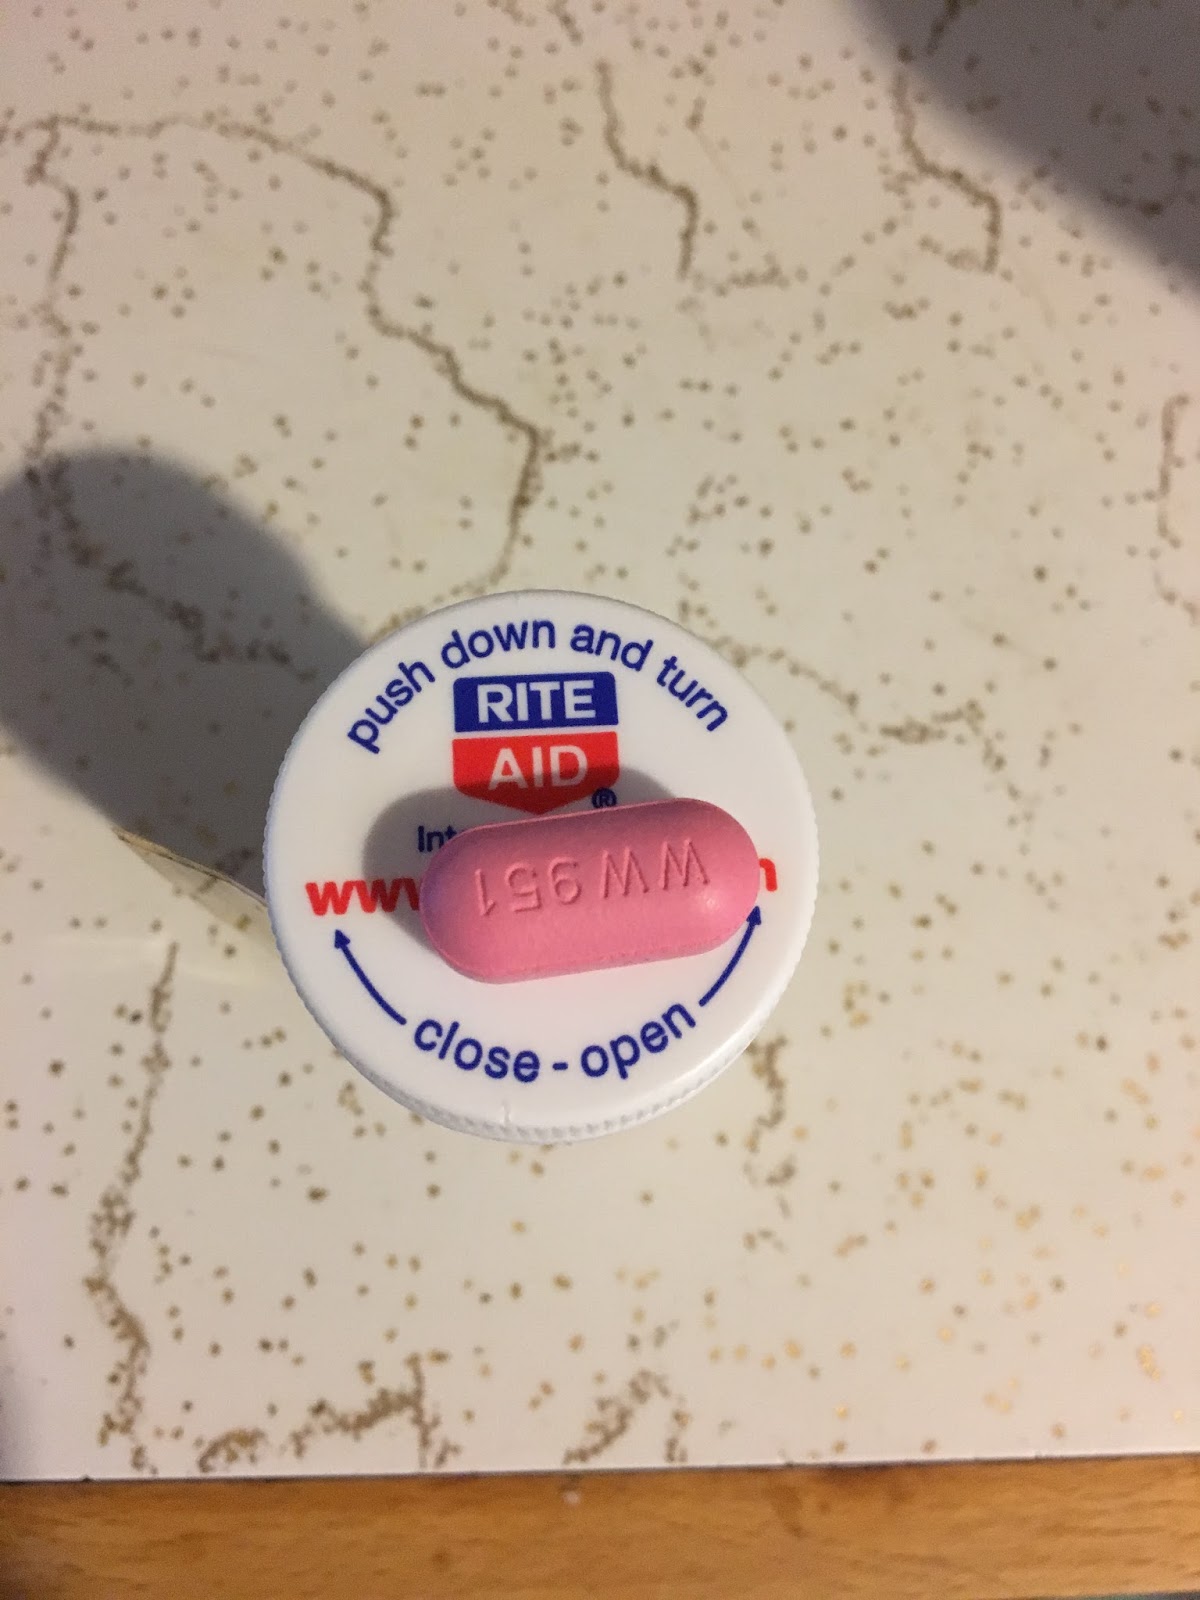 push down and turn
RITE
AID
®
WW 951
close - open